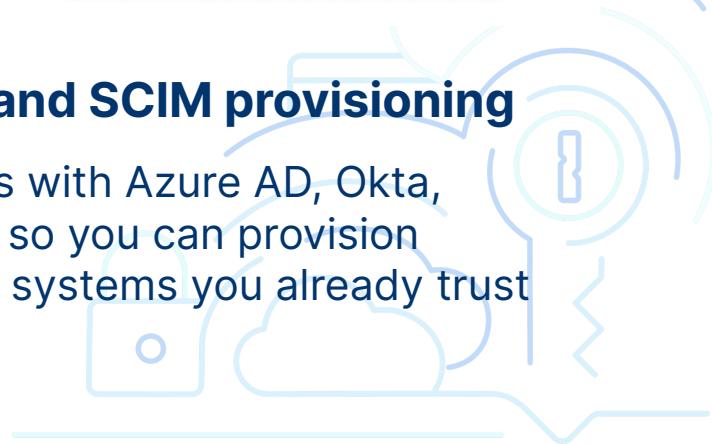 and SCIM provisioning
s with Azure AD, Okta,
so you can provision
systems you already trust